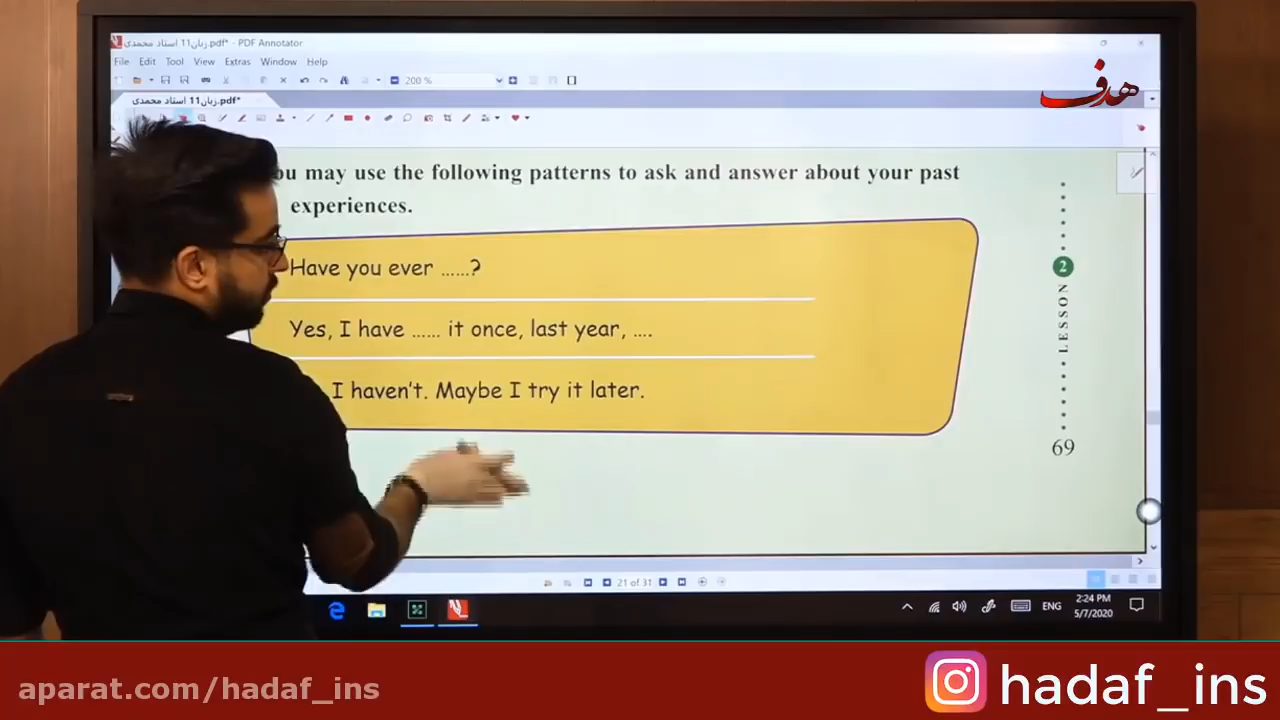 زبان11 استاد محمدی.pdf* - PDF Annotator
File Edit Tool View Extras Window Help
200 %
هدف
زبان11 استاد محمدی.pdf*
ou may use the following patterns to ask and answer about your past
experiences.
Have you ever ......?
Yes, I have ...... it once, last year, ....
I haven't. Maybe I try it later.
2
LESSON
69
21 of 31
ENG
2:24 PM
5/7/2020
aparat.com/hadaf_ins
hadaf_ins